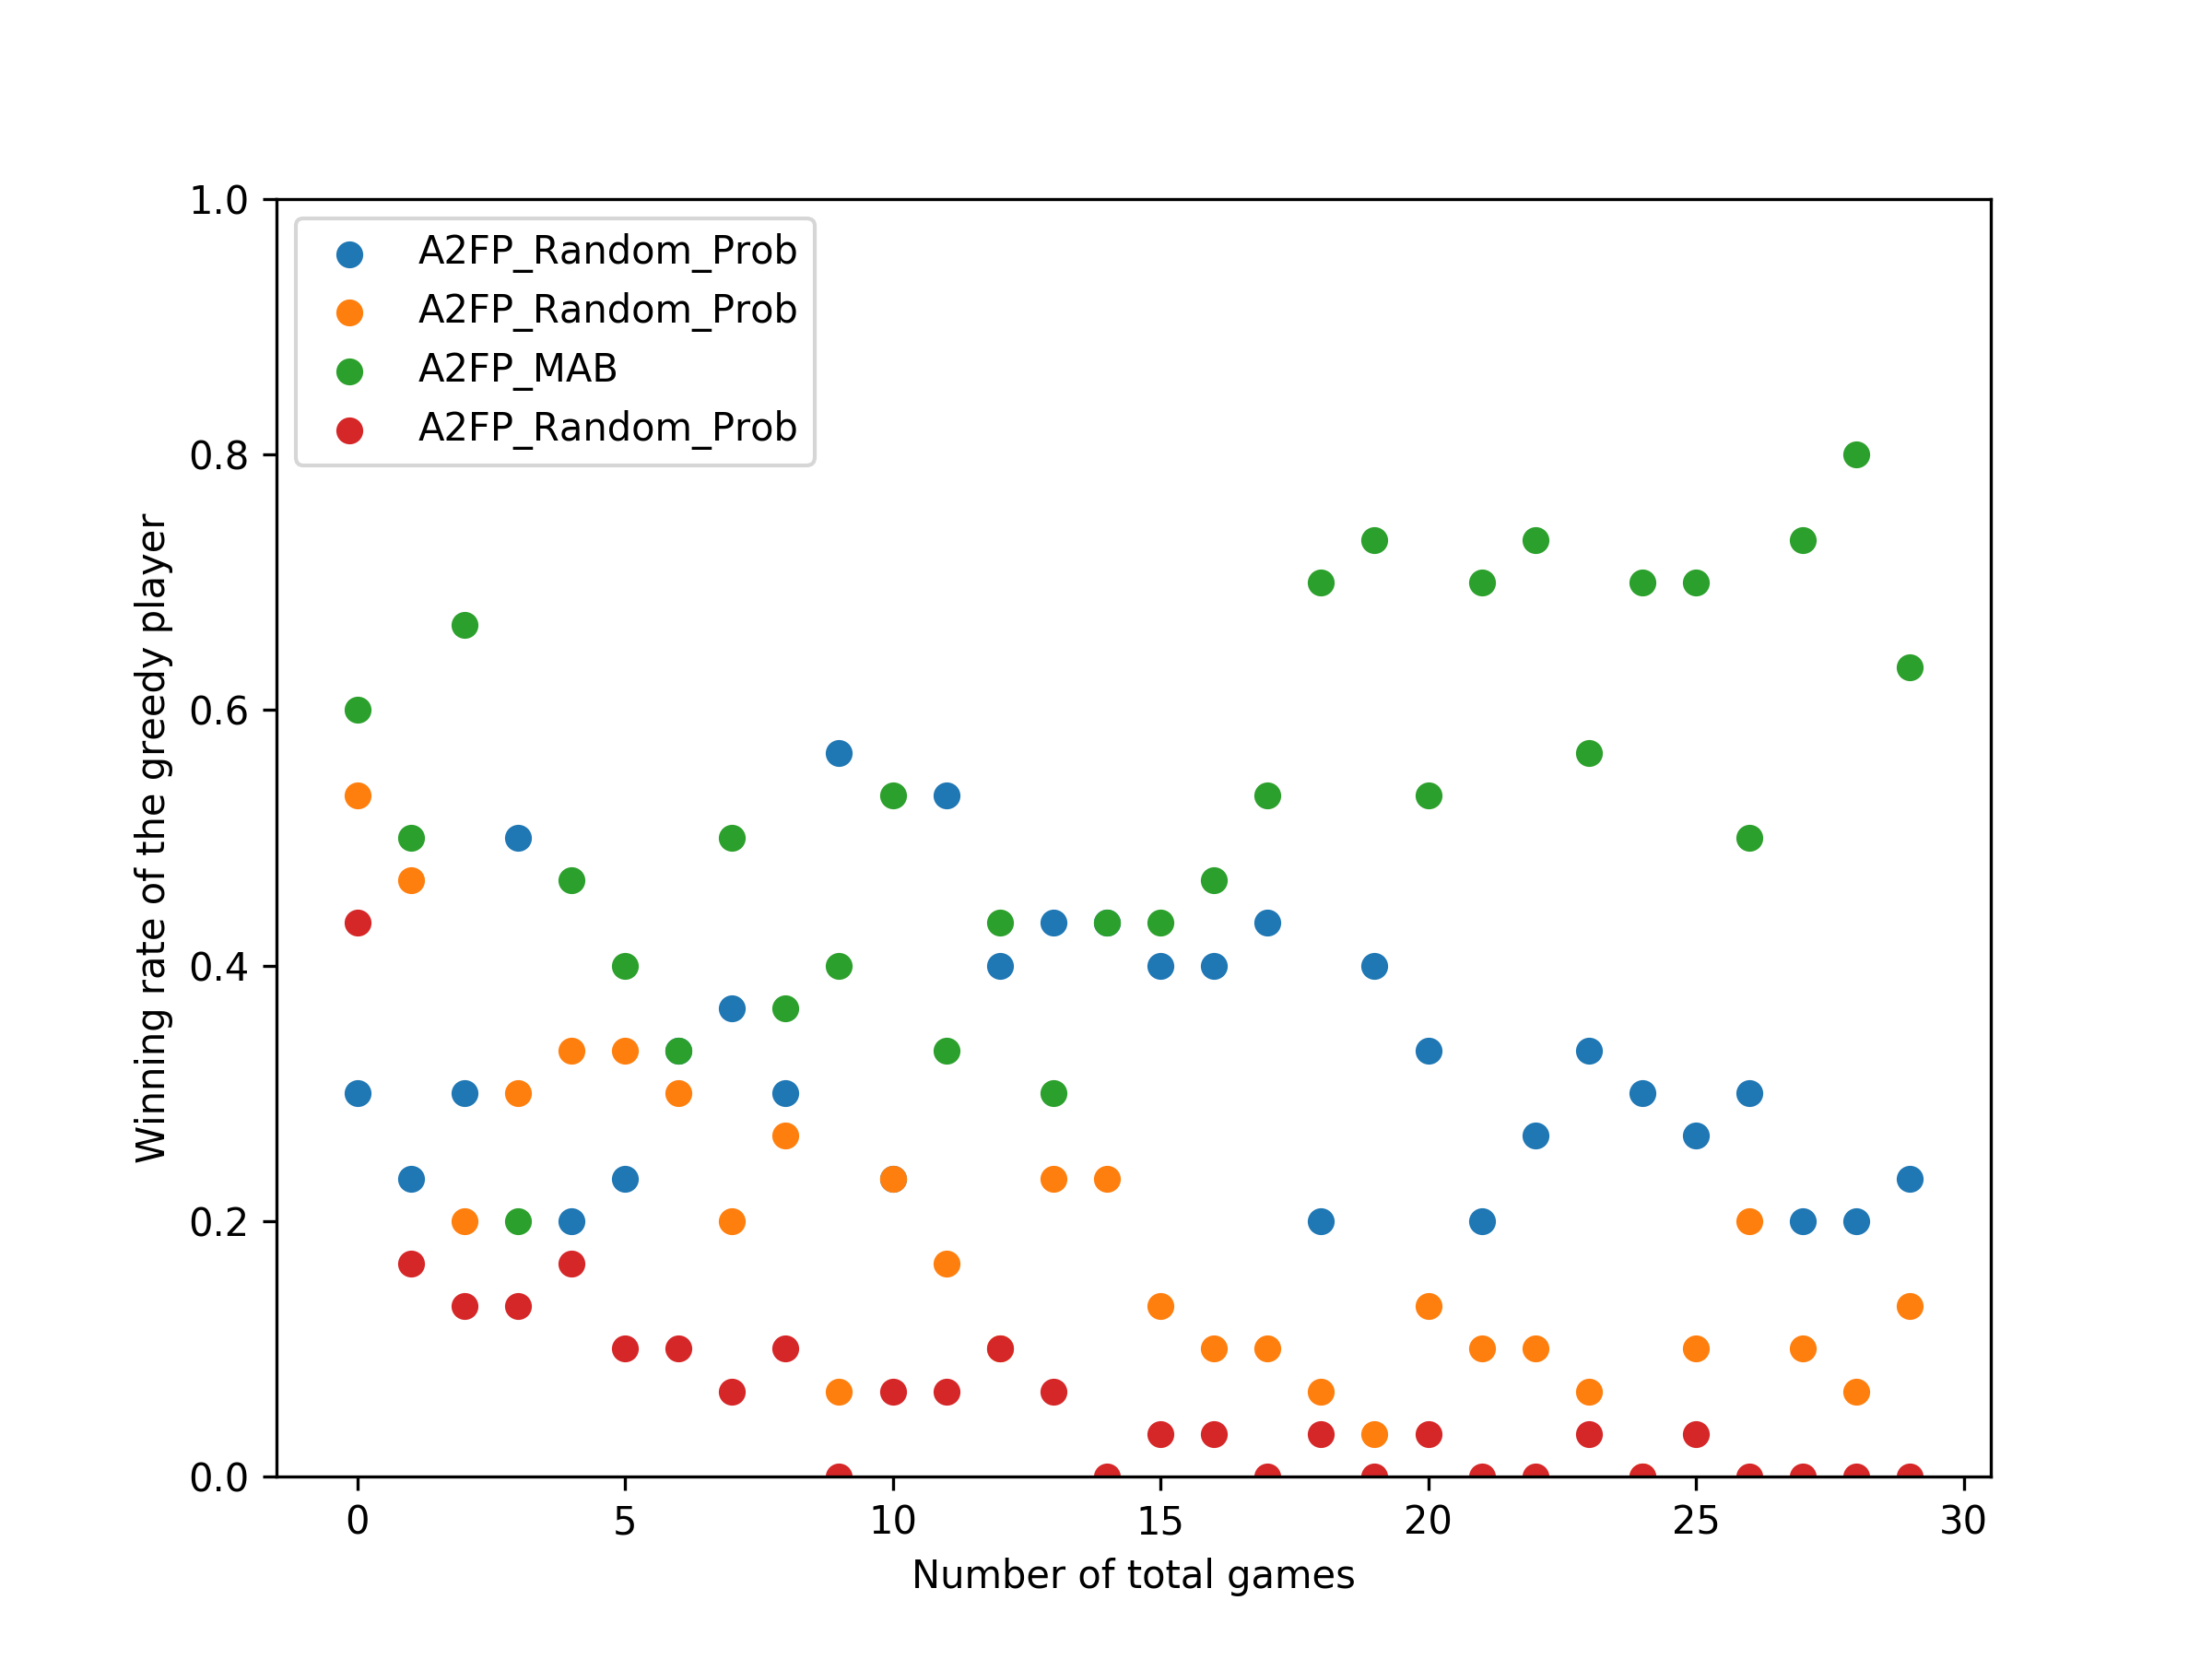 A2FP_Random_Prob
A2FP_Random_Prob
A2FP_MAB
A2FP_Random_Prob
Winning rate of the greedy player
1.0
0.8
0.6
0.4
0.2
0.0
0 5 10 15 20 25 30
Number of total games